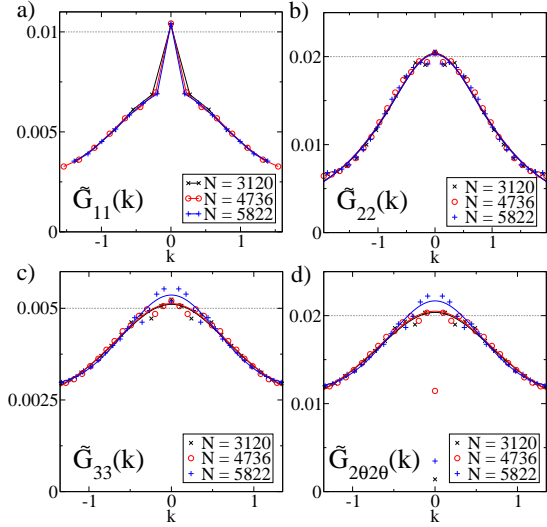 a)
0.01
0.005
0
-1
0
1
k
G̃₁₁(k)
N = 3120
N = 4736
N = 5822
b)
0.02
0.01
0
-1
0
1
k
G̃₂₂(k)
N = 3120
N = 4736
N = 5822
c)
0.005
0.0025
0
-1
0
1
k
G̃₃₃(k)
N = 3120
N = 4736
N = 5822
d)
0.02
0.01
0
-1
0
1
k
G̃₂θ₂θ(k)
N = 3120
N = 4736
N = 5822